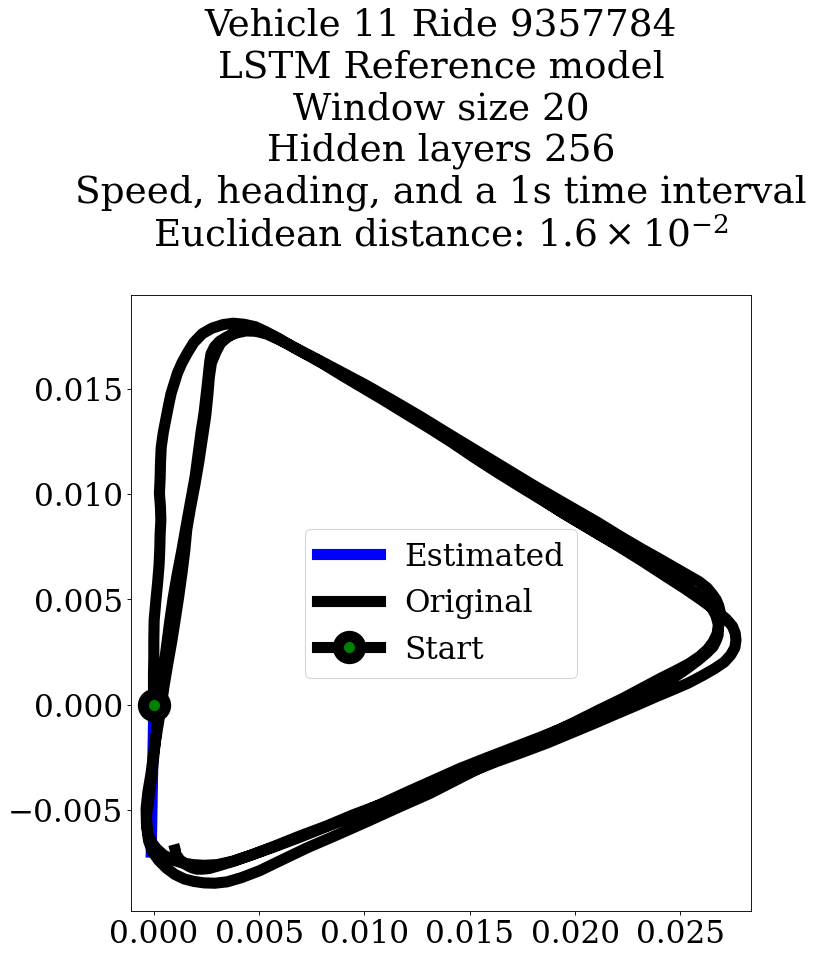 Vehicle 11 Ride 9357784
LSTM Reference model
Window size 20
Hidden layers 256
Speed, heading, and a 1s time interval
Euclidean distance: 1.6 × 10⁻²
0.015
0.010
0.005
0.000
−0.005
Estimated
Original
Start
0.000 0.005 0.010 0.015 0.020 0.025